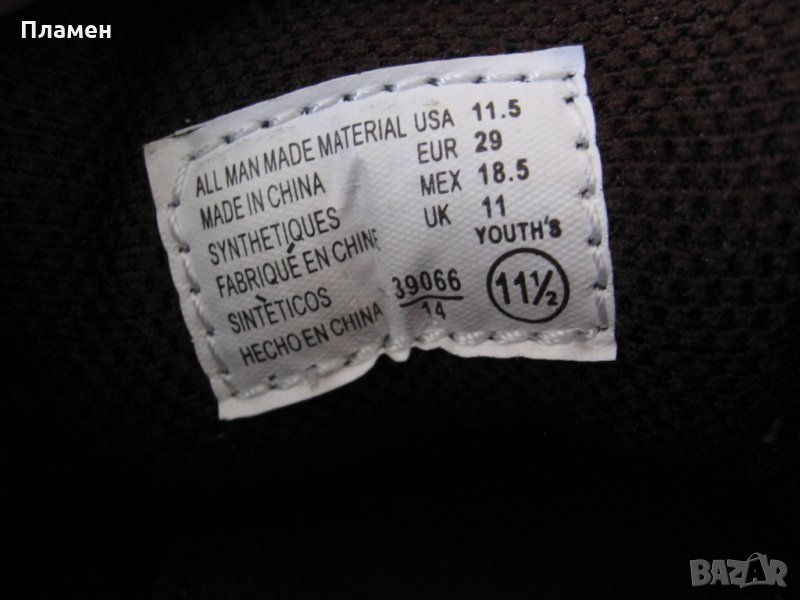 Пламен
ALL MAN MADE MATERIAL
MADE IN CHINA
SYNTHETIQUES
FABRIQUÉ EN CHINE
SINTÈTICOS
HECHO EN CHINA
USA 11.5
EUR 29
MEX 18.5
UK 11
YOUTH'S
39066
14
11½
BAZAR